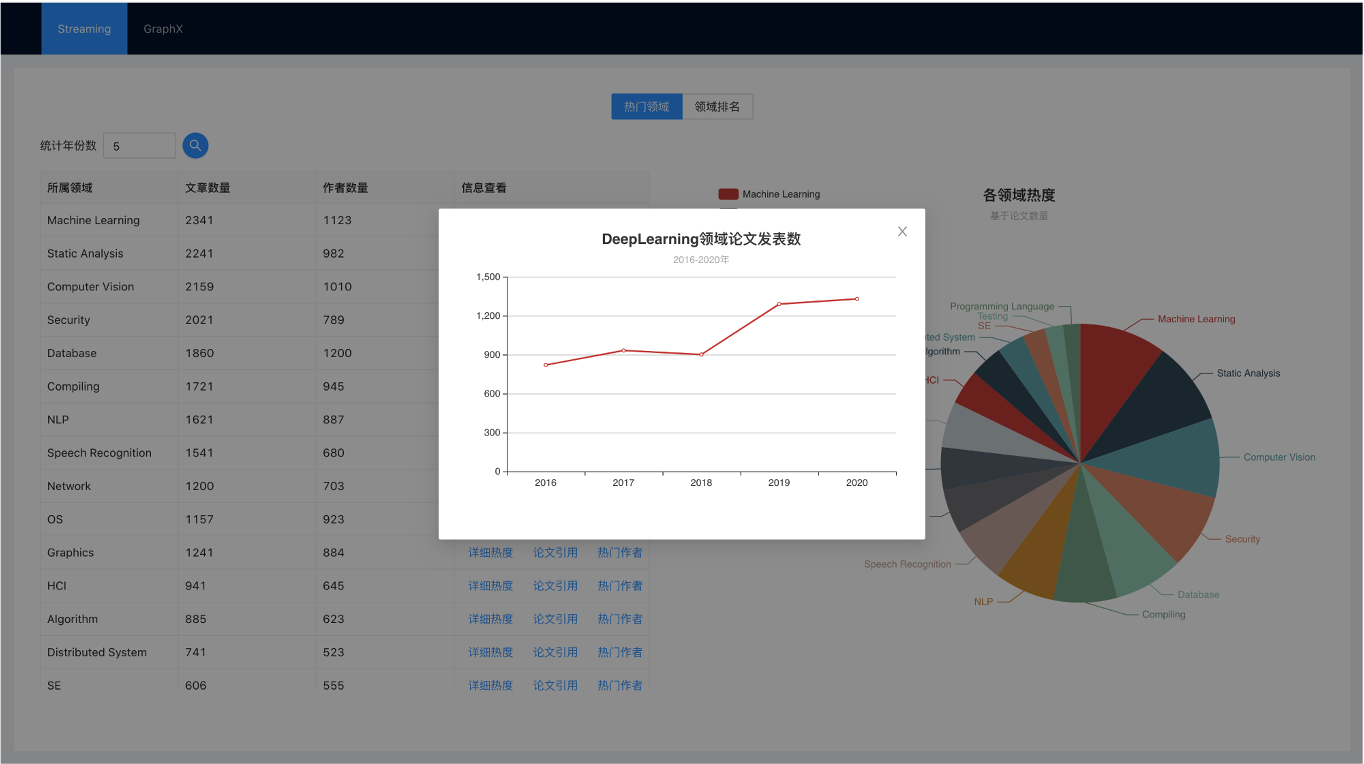 Streaming GraphX
热门领域 领域排名
统计年份数 5
所属领域 文章数量 作者数量 信息查看
Machine Learning 2341 1123
Static Analysis 2241 982
Computer Vision 2159 1010
Security 2021 789
Database 1860 1200
Compiling 1721 945
NLP 1621 887
Speech Recognition 1541 680
Network 1200 703
OS 1157 923
Graphics 1241 884 详细热度 论文引用 热门作者
HCI 941 645 详细热度 论文引用 热门作者
Algorithm 885 623 详细热度 论文引用 热门作者
Distributed System 741 523 详细热度 论文引用 热门作者
SE 606 555 详细热度 论文引用 热门作者
DeepLearning领域论文发表数
2016-2020年
1,500
1,200
900
600
300
0
2016 2017 2018 2019 2020
Machine Learning
各领域热度
基于论文数量
Programming Language
Testing
SE
ted System
lgorithm
HCI
Machine Learning
Static Analysis
Computer Vision
Security
Database
Compiling
NLP
Speech Recognition